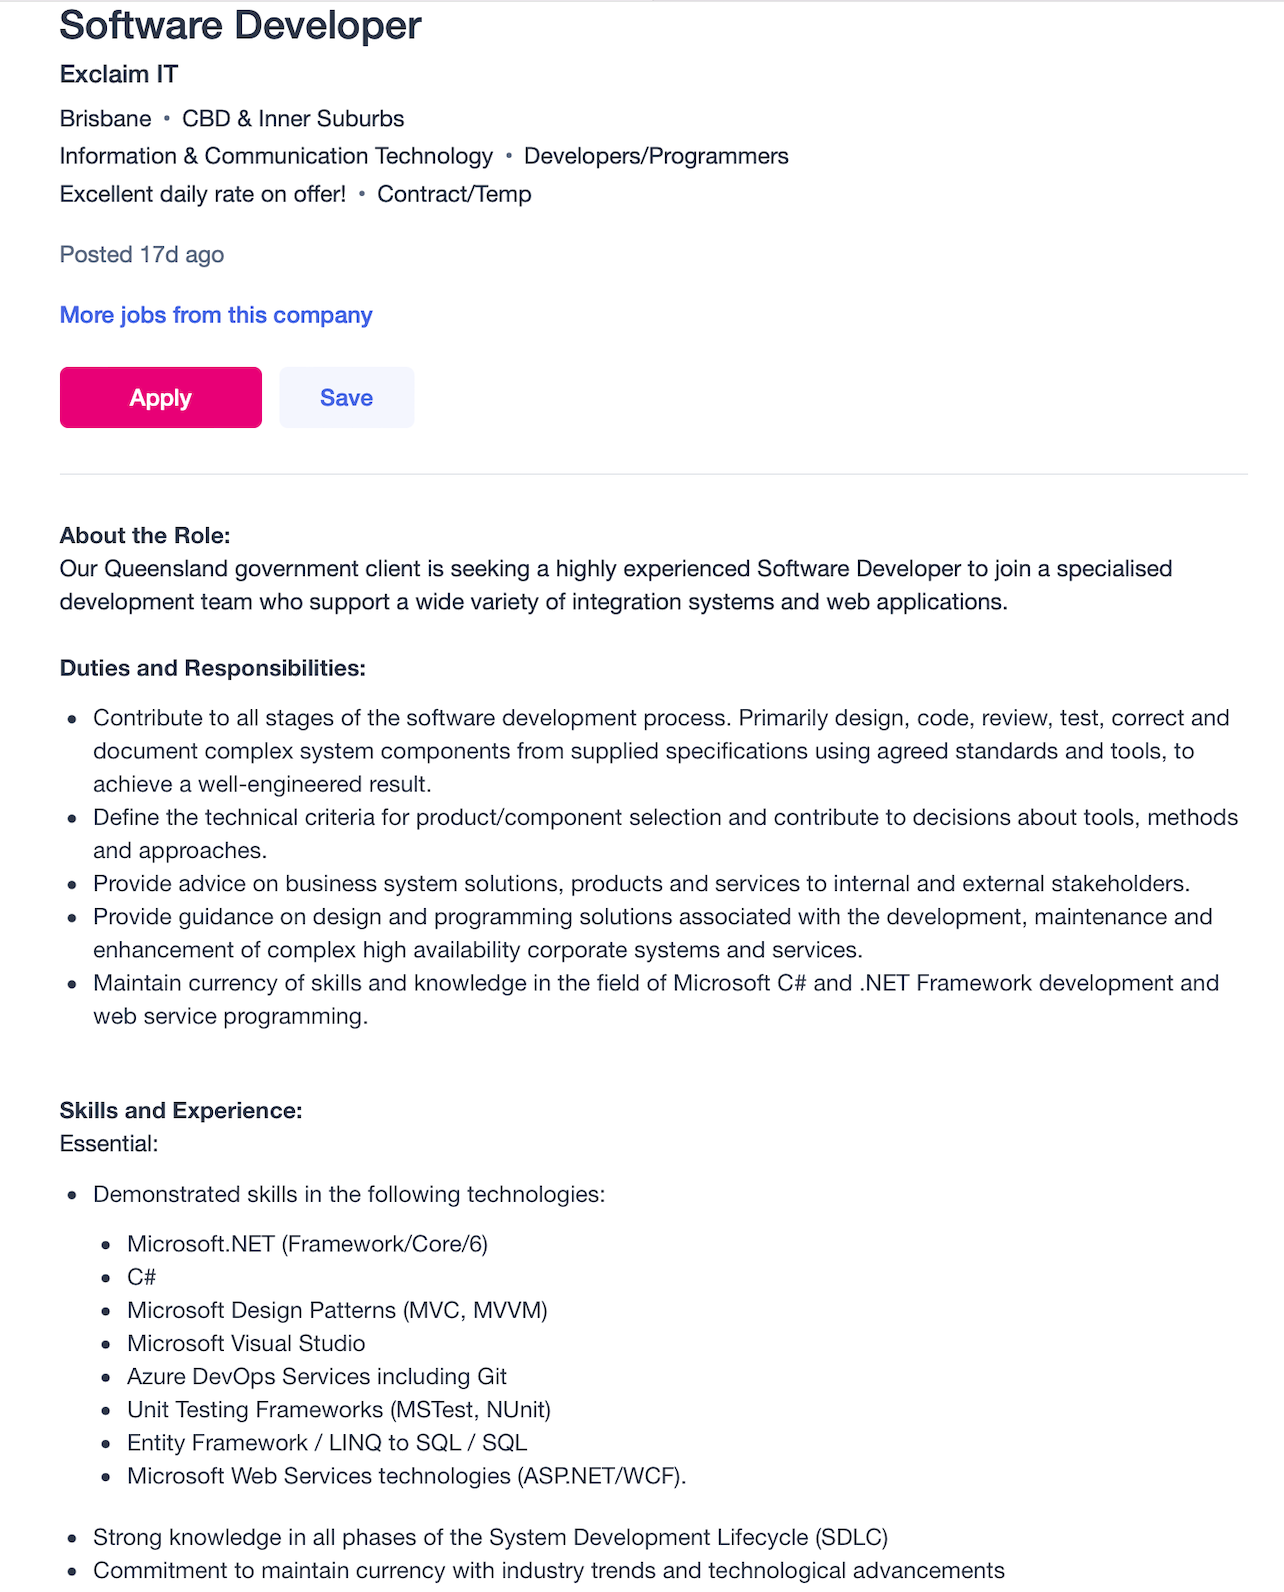 Software Developer
Exclaim IT
Brisbane • CBD & Inner Suburbs
Information & Communication Technology • Developers/Programmers
Excellent daily rate on offer! • Contract/Temp
Posted 17d ago
More jobs from this company
Apply Save
About the Role:
Our Queensland government client is seeking a highly experienced Software Developer to join a specialised
development team who support a wide variety of integration systems and web applications.
Duties and Responsibilities:
• Contribute to all stages of the software development process. Primarily design, code, review, test, correct and
document complex system components from supplied specifications using agreed standards and tools, to
achieve a well-engineered result.
• Define the technical criteria for product/component selection and contribute to decisions about tools, methods
and approaches.
• Provide advice on business system solutions, products and services to internal and external stakeholders.
• Provide guidance on design and programming solutions associated with the development, maintenance and
enhancement of complex high availability corporate systems and services.
• Maintain currency of skills and knowledge in the field of Microsoft C# and .NET Framework development and
web service programming.
Skills and Experience:
Essential:
• Demonstrated skills in the following technologies:
• Microsoft.NET (Framework/Core/6)
• C#
• Microsoft Design Patterns (MVC, MVVM)
• Microsoft Visual Studio
• Azure DevOps Services including Git
• Unit Testing Frameworks (MSTest, NUnit)
• Entity Framework / LINQ to SQL / SQL
• Microsoft Web Services technologies (ASP.NET/WCF).
• Strong knowledge in all phases of the System Development Lifecycle (SDLC)
• Commitment to maintain currency with industry trends and technological advancements